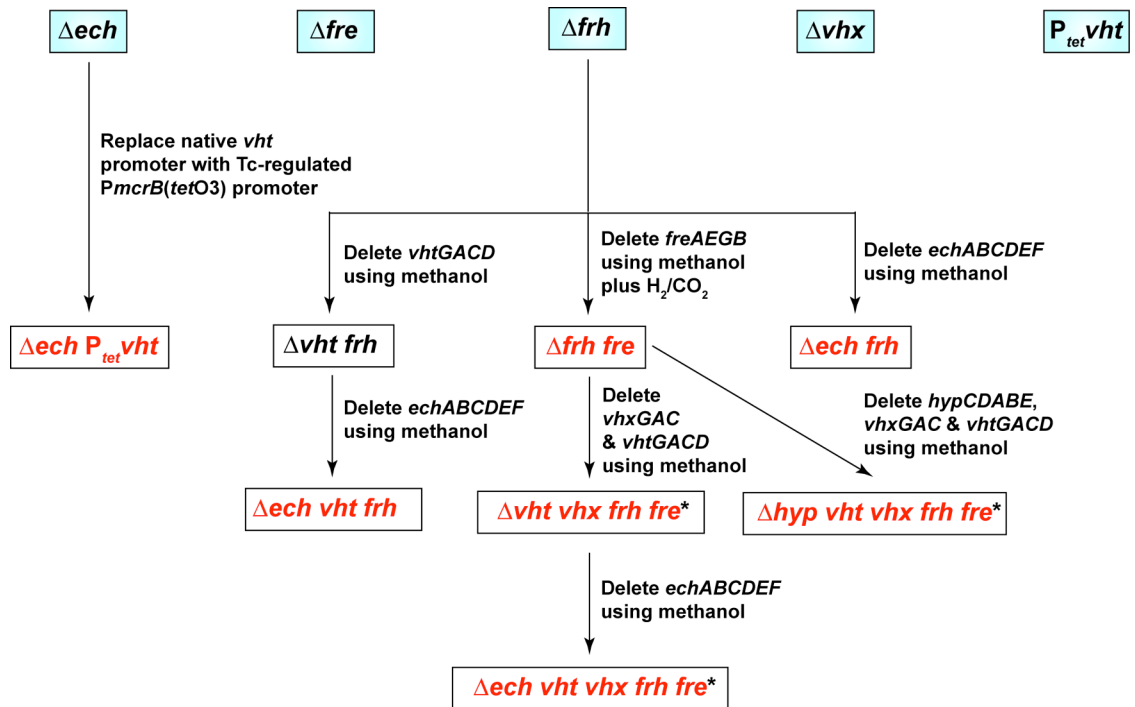 Δech
Δfre
Δfrh
Δvhx
Ptetvht
Replace native vht
promoter with Tc-regulated
PmcrB(tetO3) promoter
Delete vhtGACD
using methanol
Delete freAEGB
using methanol
plus H2/CO2
Delete echABCDEF
using methanol
Δech Ptetvht
Δvht frh
Δfrh fre
Δech frh
Delete echABCDEF
using methanol
Delete
vhxGAC
& vhtGACD
using methanol
Delete hypCDABE,
vhxGAC & vhtGACD
using methanol
Δech vht frh
Δvht vhx frh fre*
Δhyp vht vhx frh fre*
Delete echABCDEF
using methanol
Δech vht vhx frh fre*